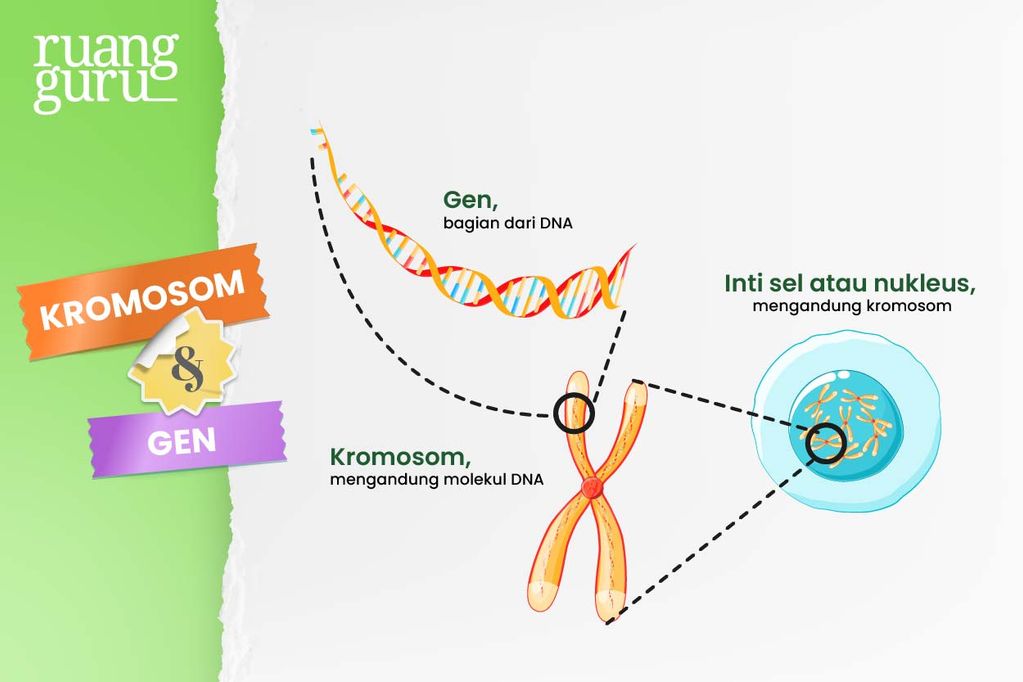 ruang
guru
KROMOSOM
&
GEN
Gen,
bagian dari DNA
Inti sel atau nukleus,
mengandung kromosom
Kromosom,
mengandung molekul DNA